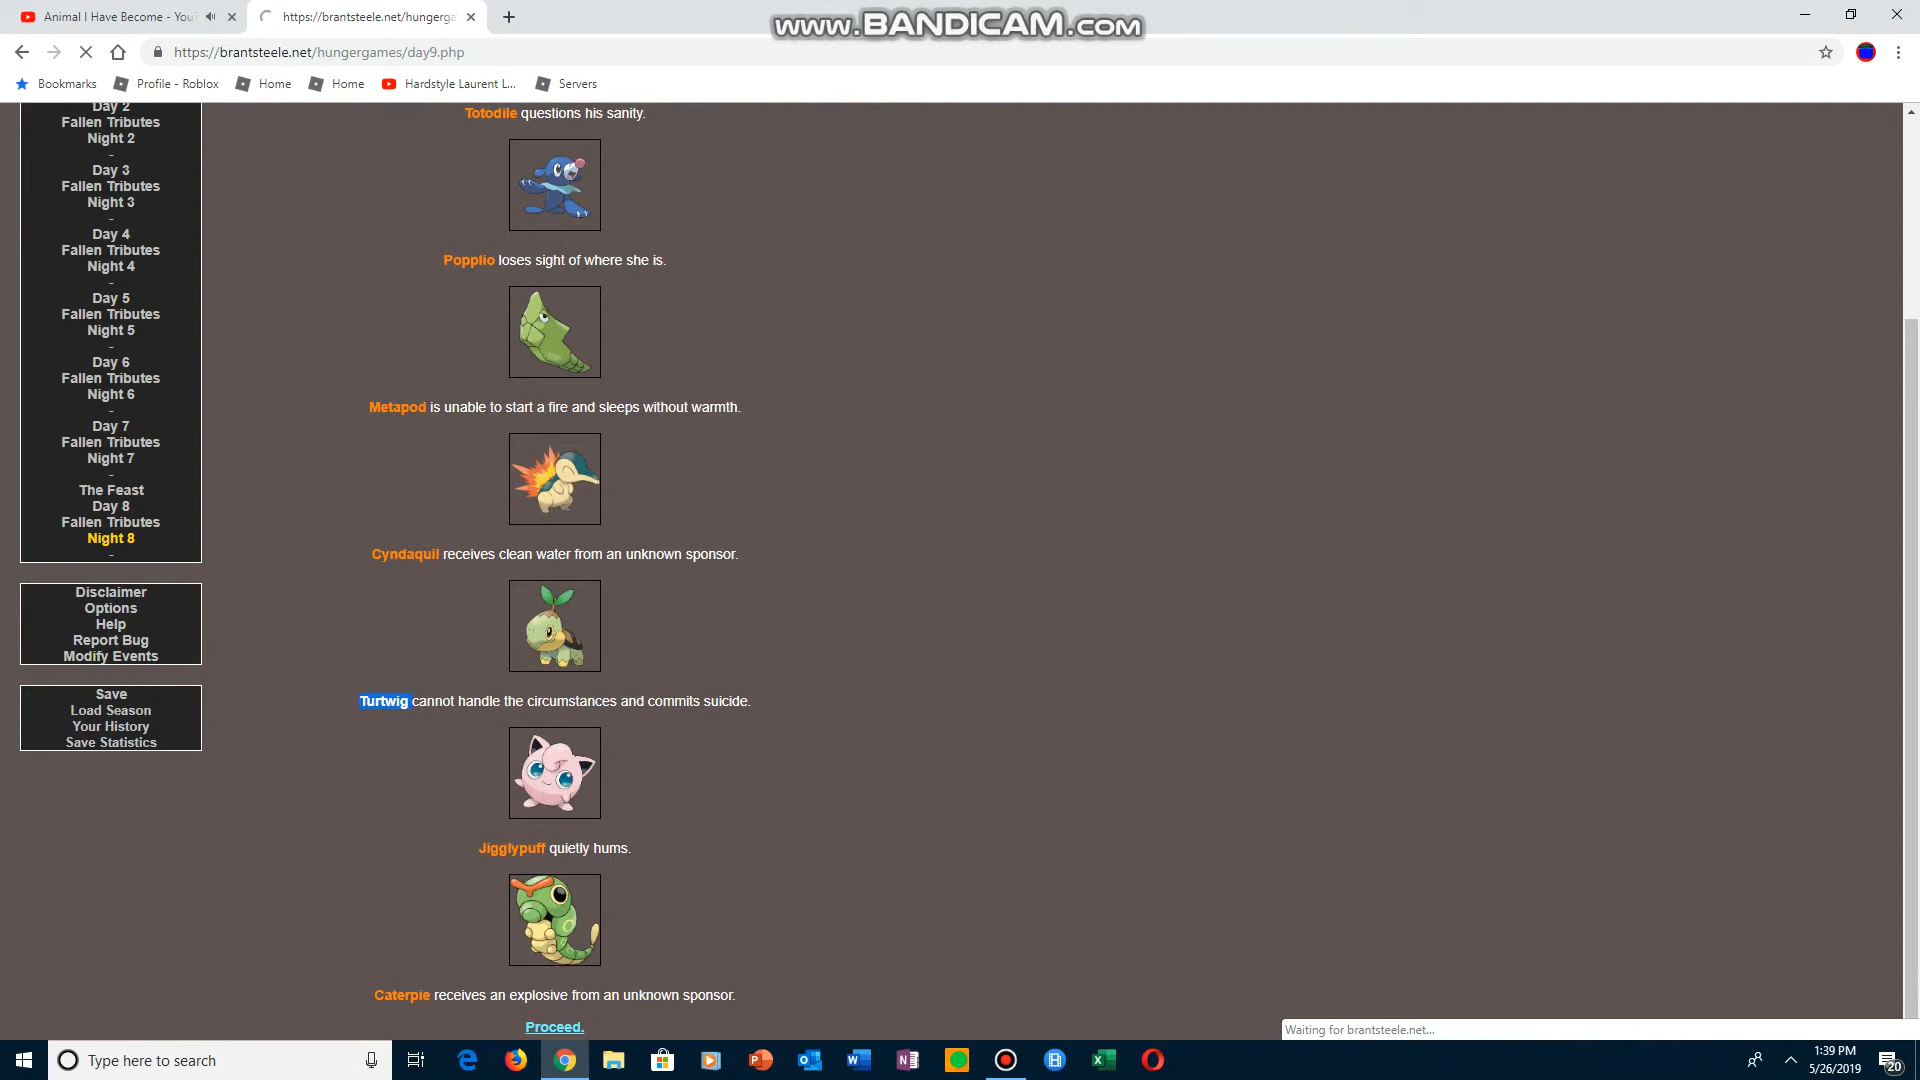 Animal I Have Become - You
https://brantsteele.net/hungerga
www.BANDICAM.com
https://brantsteele.net/hungergames/day9.php
Bookmarks
Profile - Roblox
Home
Home
Hardstyle Laurent L...
Servers
Day 2
Fallen Tributes
Night 2
-
Day 3
Fallen Tributes
Night 3
-
Day 4
Fallen Tributes
Night 4
-
Day 5
Fallen Tributes
Night 5
-
Day 6
Fallen Tributes
Night 6
-
Day 7
Fallen Tributes
Night 7
-
The Feast
Day 8
Fallen Tributes
Night 8
-
Disclaimer
Options
Help
Report Bug
Modify Events
Save
Load Season
Your History
Save Statistics
Totodile questions his sanity.
Popplio loses sight of where she is.
Metapod is unable to start a fire and sleeps without warmth.
Cyndaquil receives clean water from an unknown sponsor.
Turtwig cannot handle the circumstances and commits suicide.
Jigglypuff quietly hums.
Caterpie receives an explosive from an unknown sponsor.
Proceed.
Waiting for brantsteele.net...
Type here to search
1:39 PM
5/26/2019
20